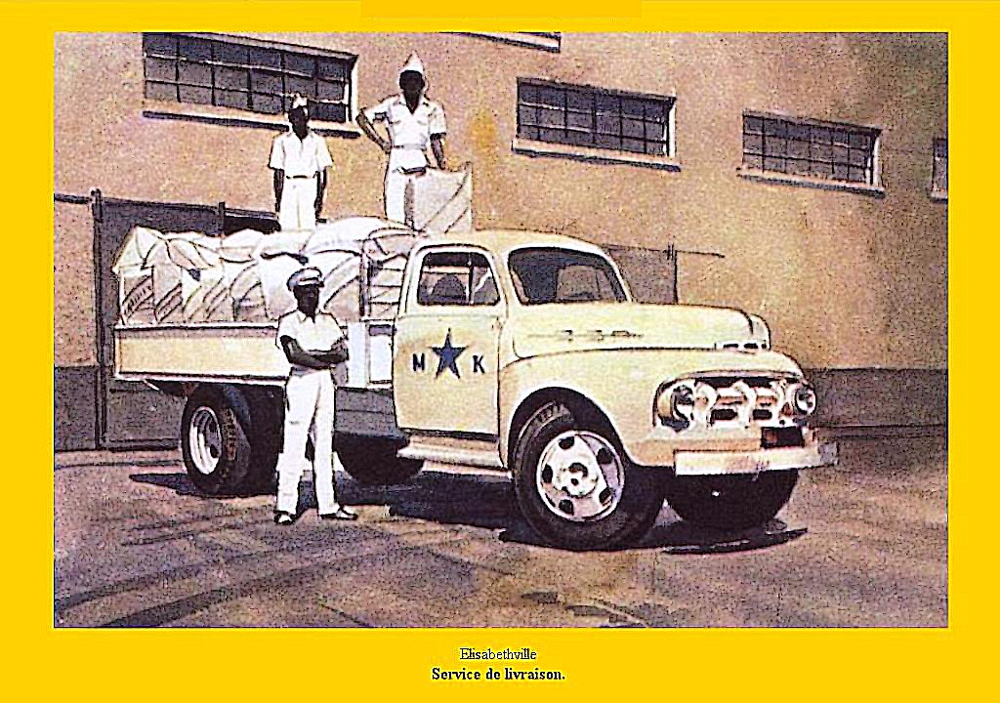 M ★ K
Elisabethville
Service de livraison.